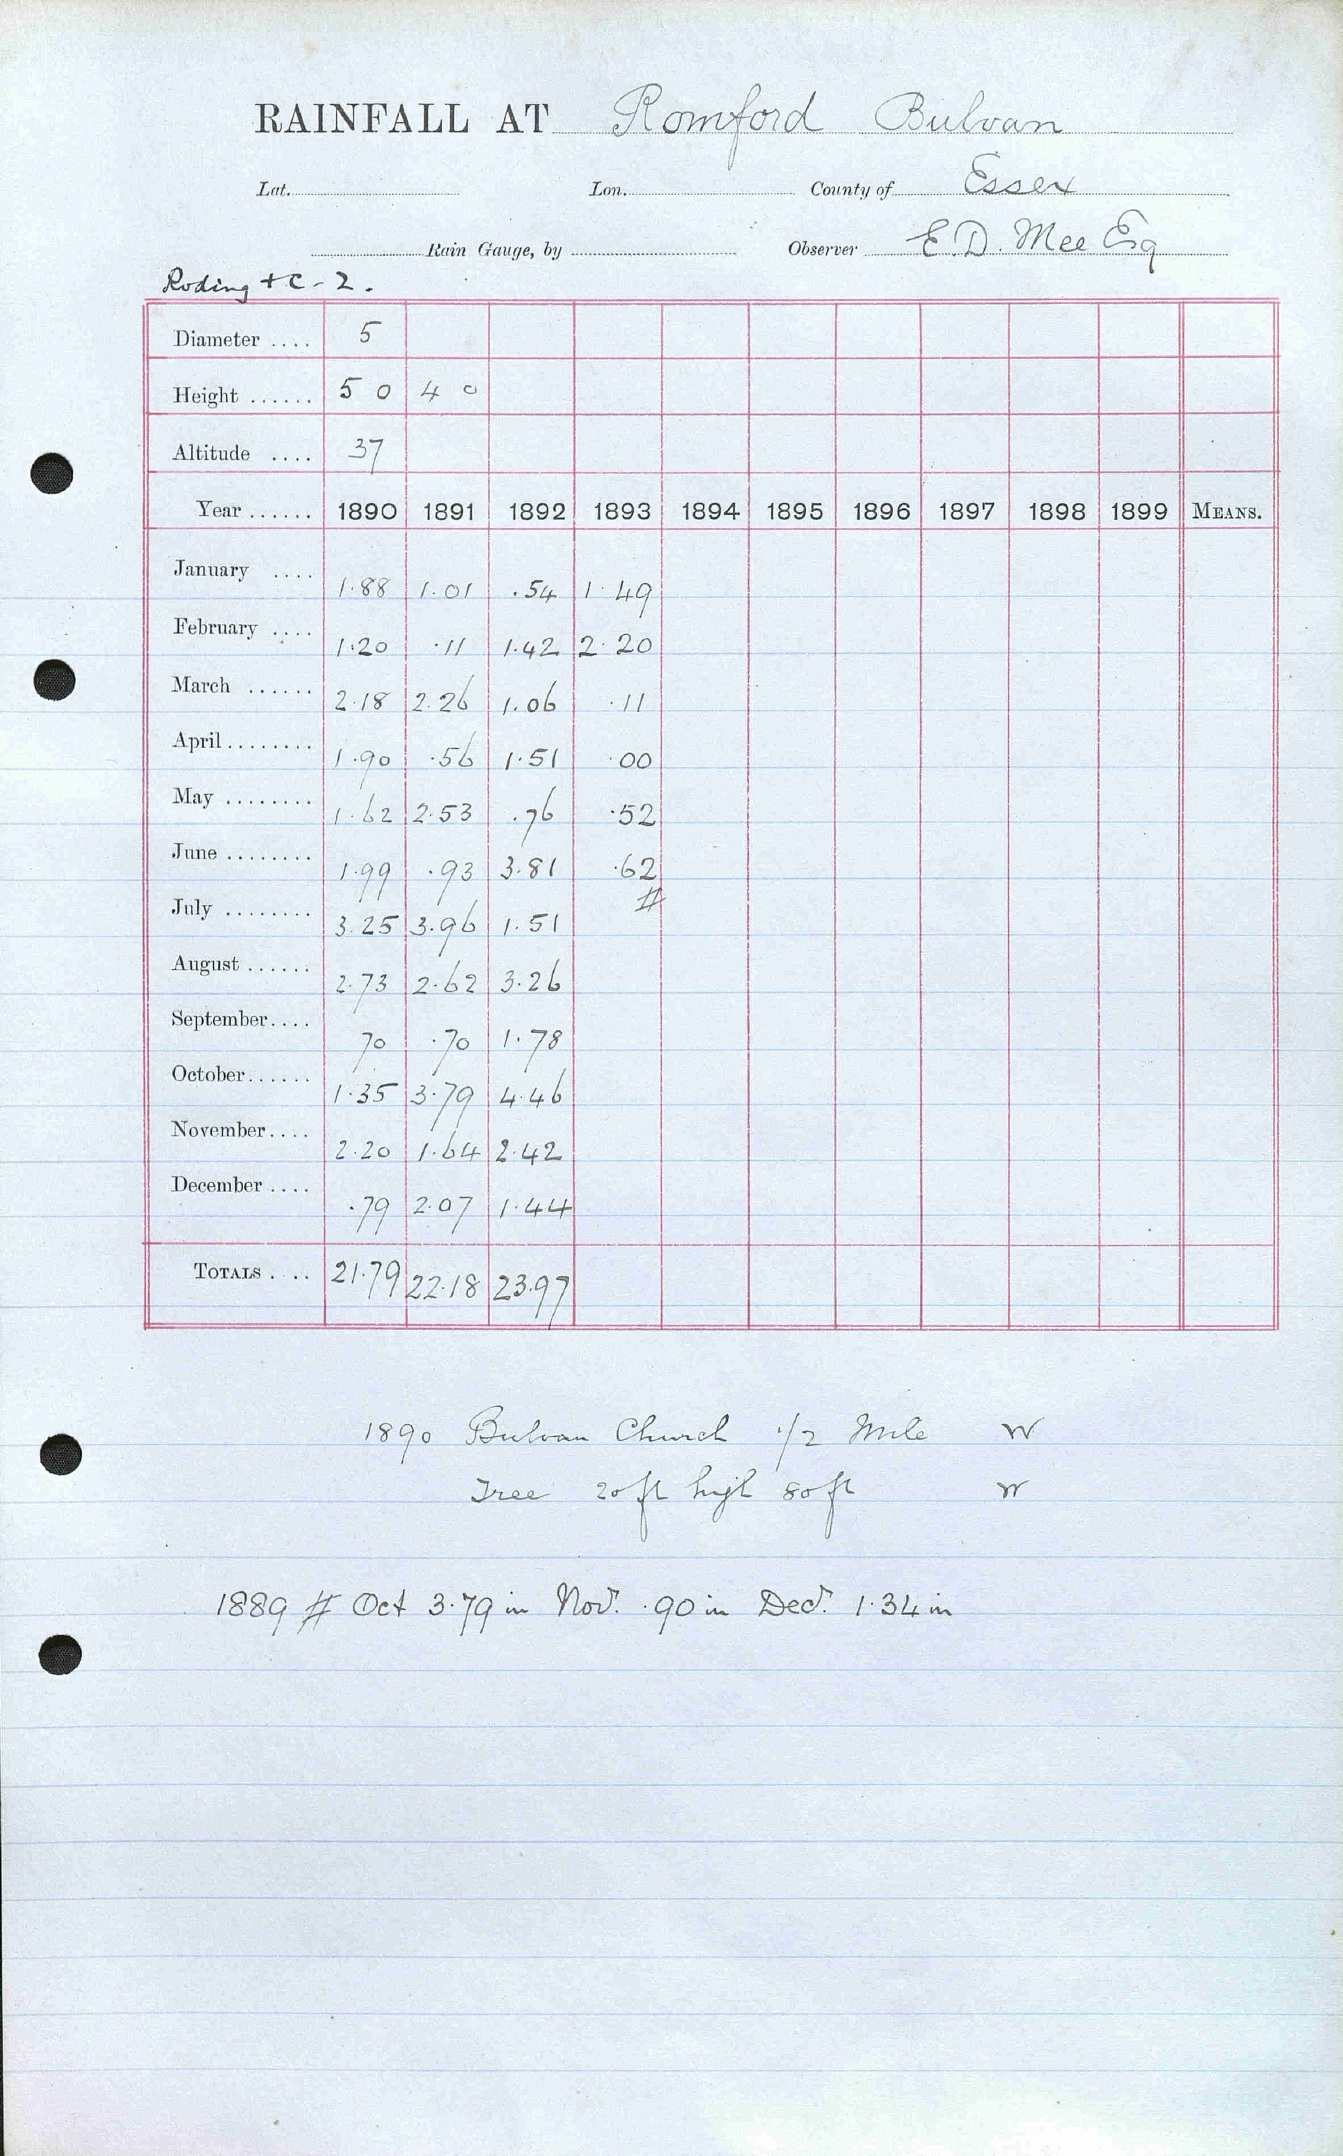 RAINFALL AT Romford Bulvan
Lat. Lon. County of Essex
Rain Gauge, by Observer E.D. Mee Esq
Roding + C - 2.
Diameter .... 5
Height ...... 5 0 4 0
Altitude .... 37
Year ...... 1890 1891 1892 1893 1894 1895 1896 1897 1898 1899 MEANS.
January .... 1.88 1.01 .54 1.49
February .... 1.20 .11 1.42 2.20
March ...... 2.18 2.26 1.06 .11
April ........ 1.90 .56 1.51 .00
May ........ 1.62 2.53 .76 .52
June ........ 1.99 .93 3.81 .62
#
July ........ 3.25 3.96 1.51
August ...... 2.73 2.62 3.26
September.... 70 .70 1.78
October...... 1.35 3.79 4.46
November.... 2.20 1.64 2.42
December .... .79 2.07 1.44
TOTALS . .. 21.79 22.18 23.97
1890 Bulvan Church 1/2 Mile W
Tree 20ft high 80ft W
1889 # Oct 3.79 in Nov. .90 in Dec. 1.34 in